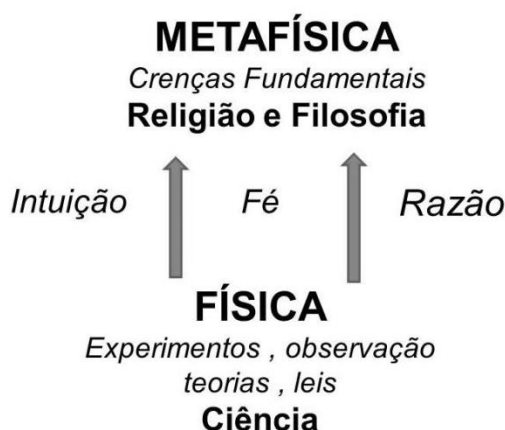 METAFÍSICA
Crenças Fundamentais
Religião e Filosofia
Intuição Fé Razão
FÍSICA
Experimentos , observação
teorias , leis
Ciência